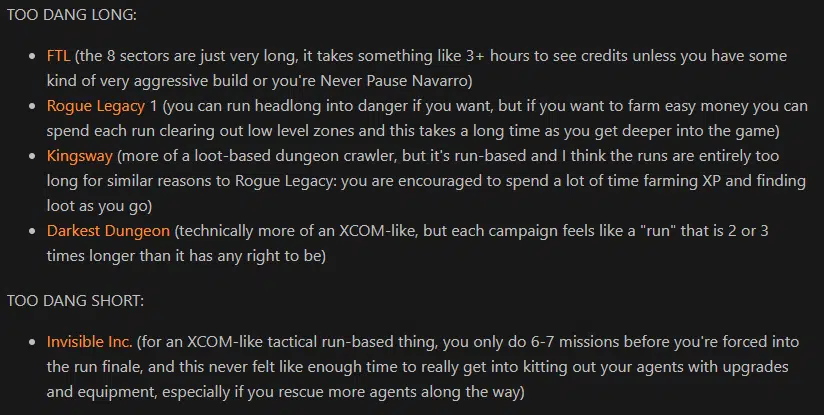 TOO DANG LONG:
• FTL (the 8 sectors are just very long, it takes something like 3+ hours to see credits unless you have some
kind of very aggressive build or you're Never Pause Navarro)
• Rogue Legacy 1 (you can run headlong into danger if you want, but if you want to farm easy money you can
spend each run clearing out low level zones and this takes a long time as you get deeper into the game)
• Kingsway (more of a loot-based dungeon crawler, but it's run-based and I think the runs are entirely too
long for similar reasons to Rogue Legacy: you are encouraged to spend a lot of time farming XP and finding
loot as you go)
• Darkest Dungeon (technically more of an XCOM-like, but each campaign feels like a "run" that is 2 or 3
times longer than it has any right to be)
TOO DANG SHORT:
• Invisible Inc. (for an XCOM-like tactical run-based thing, you only do 6-7 missions before you're forced into
the run finale, and this never felt like enough time to really get into kitting out your agents with upgrades
and equipment, especially if you rescue more agents along the way)